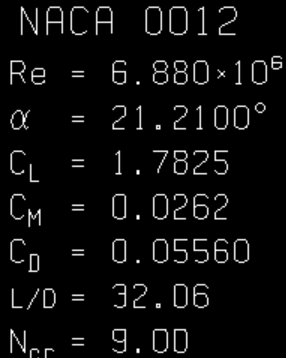 NACA 0012
Re = 6.880×10⁶
α = 21.2100°
C_L = 1.7825
C_M = 0.0262
C_D = 0.05560
L/D = 32.06
N_cr = 9.00